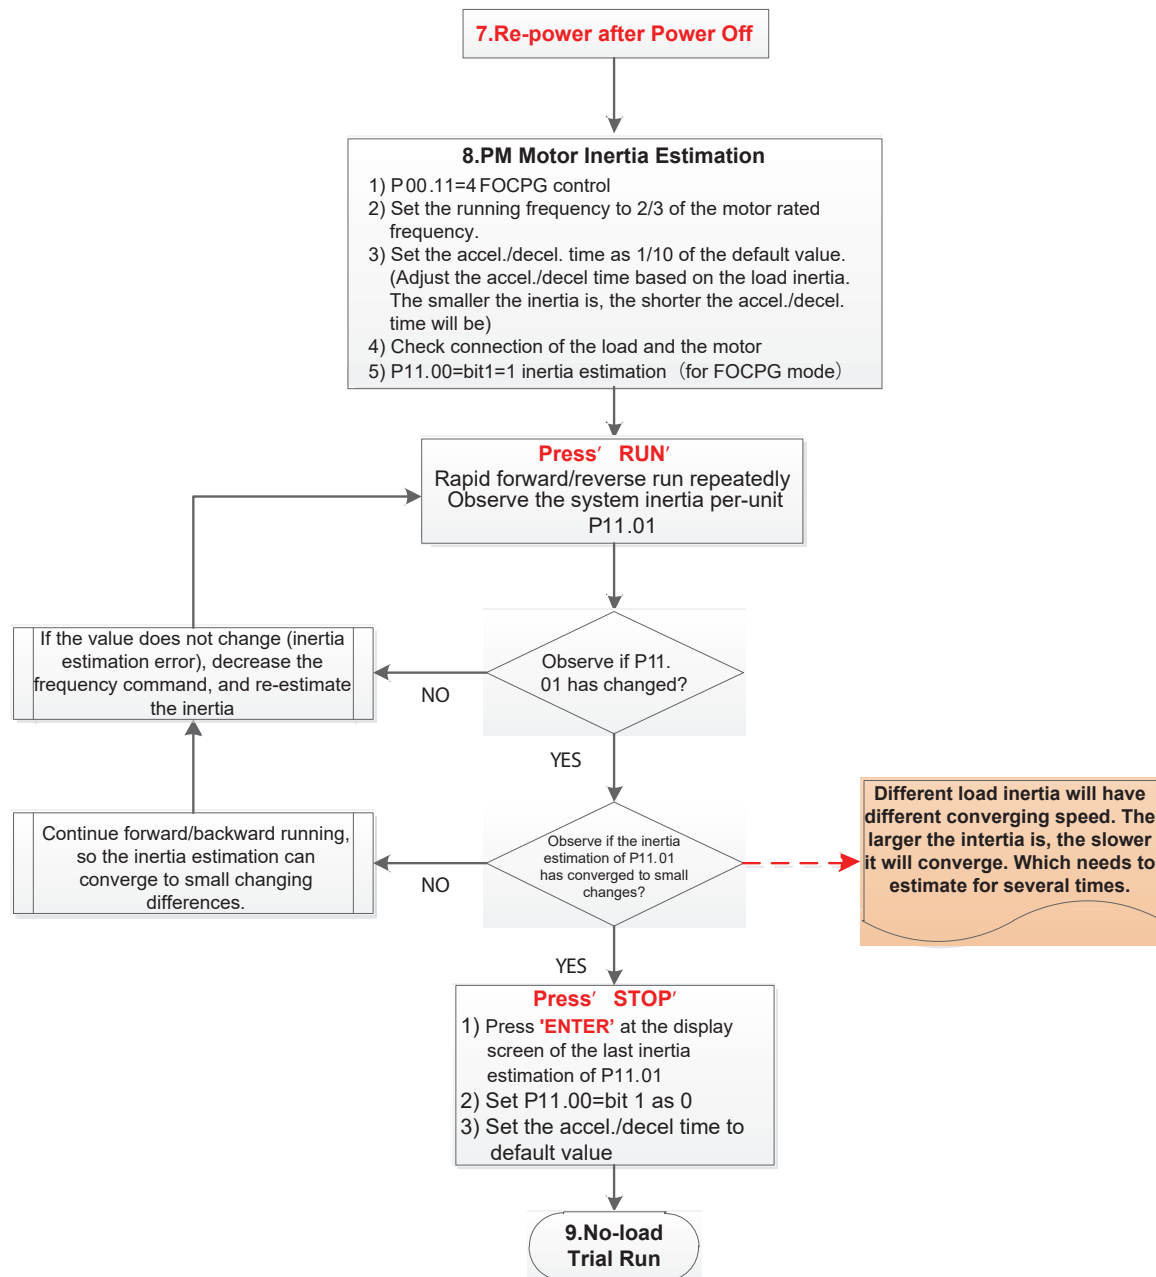 7.Re-power after Power Off
8.PM Motor Inertia Estimation
1) P00.11=4 FOCPG control
2) Set the running frequency to 2/3 of the motor rated
frequency.
3) Set the accel./decel. time as 1/10 of the default value.
(Adjust the accel./decel time based on the load inertia.
The smaller the inertia is, the shorter the accel./decel.
time will be)
4) Check connection of the load and the motor
5) P11.00=bit1=1 inertia estimation（for FOCPG mode）
Press′ RUN′
Rapid forward/reverse run repeatedly
Observe the system inertia per-unit
P11.01
If the value does not change (inertia
estimation error), decrease the
frequency command, and re-estimate
the inertia
NO
Observe if P11.
01 has changed?
YES
Continue forward/backward running,
so the inertia estimation can
converge to small changing
differences.
NO
Observe if the inertia
estimation of P11.01
has converged to small
changes?
Different load inertia will have
different converging speed. The
larger the intertia is, the slower
it will converge. Which needs to
estimate for several times.
YES
Press′ STOP′
1) Press 'ENTER’ at the display
screen of the last inertia
estimation of P11.01
2) Set P11.00=bit 1 as 0
3) Set the accel./decel time to
default value
9.No-load
Trial Run